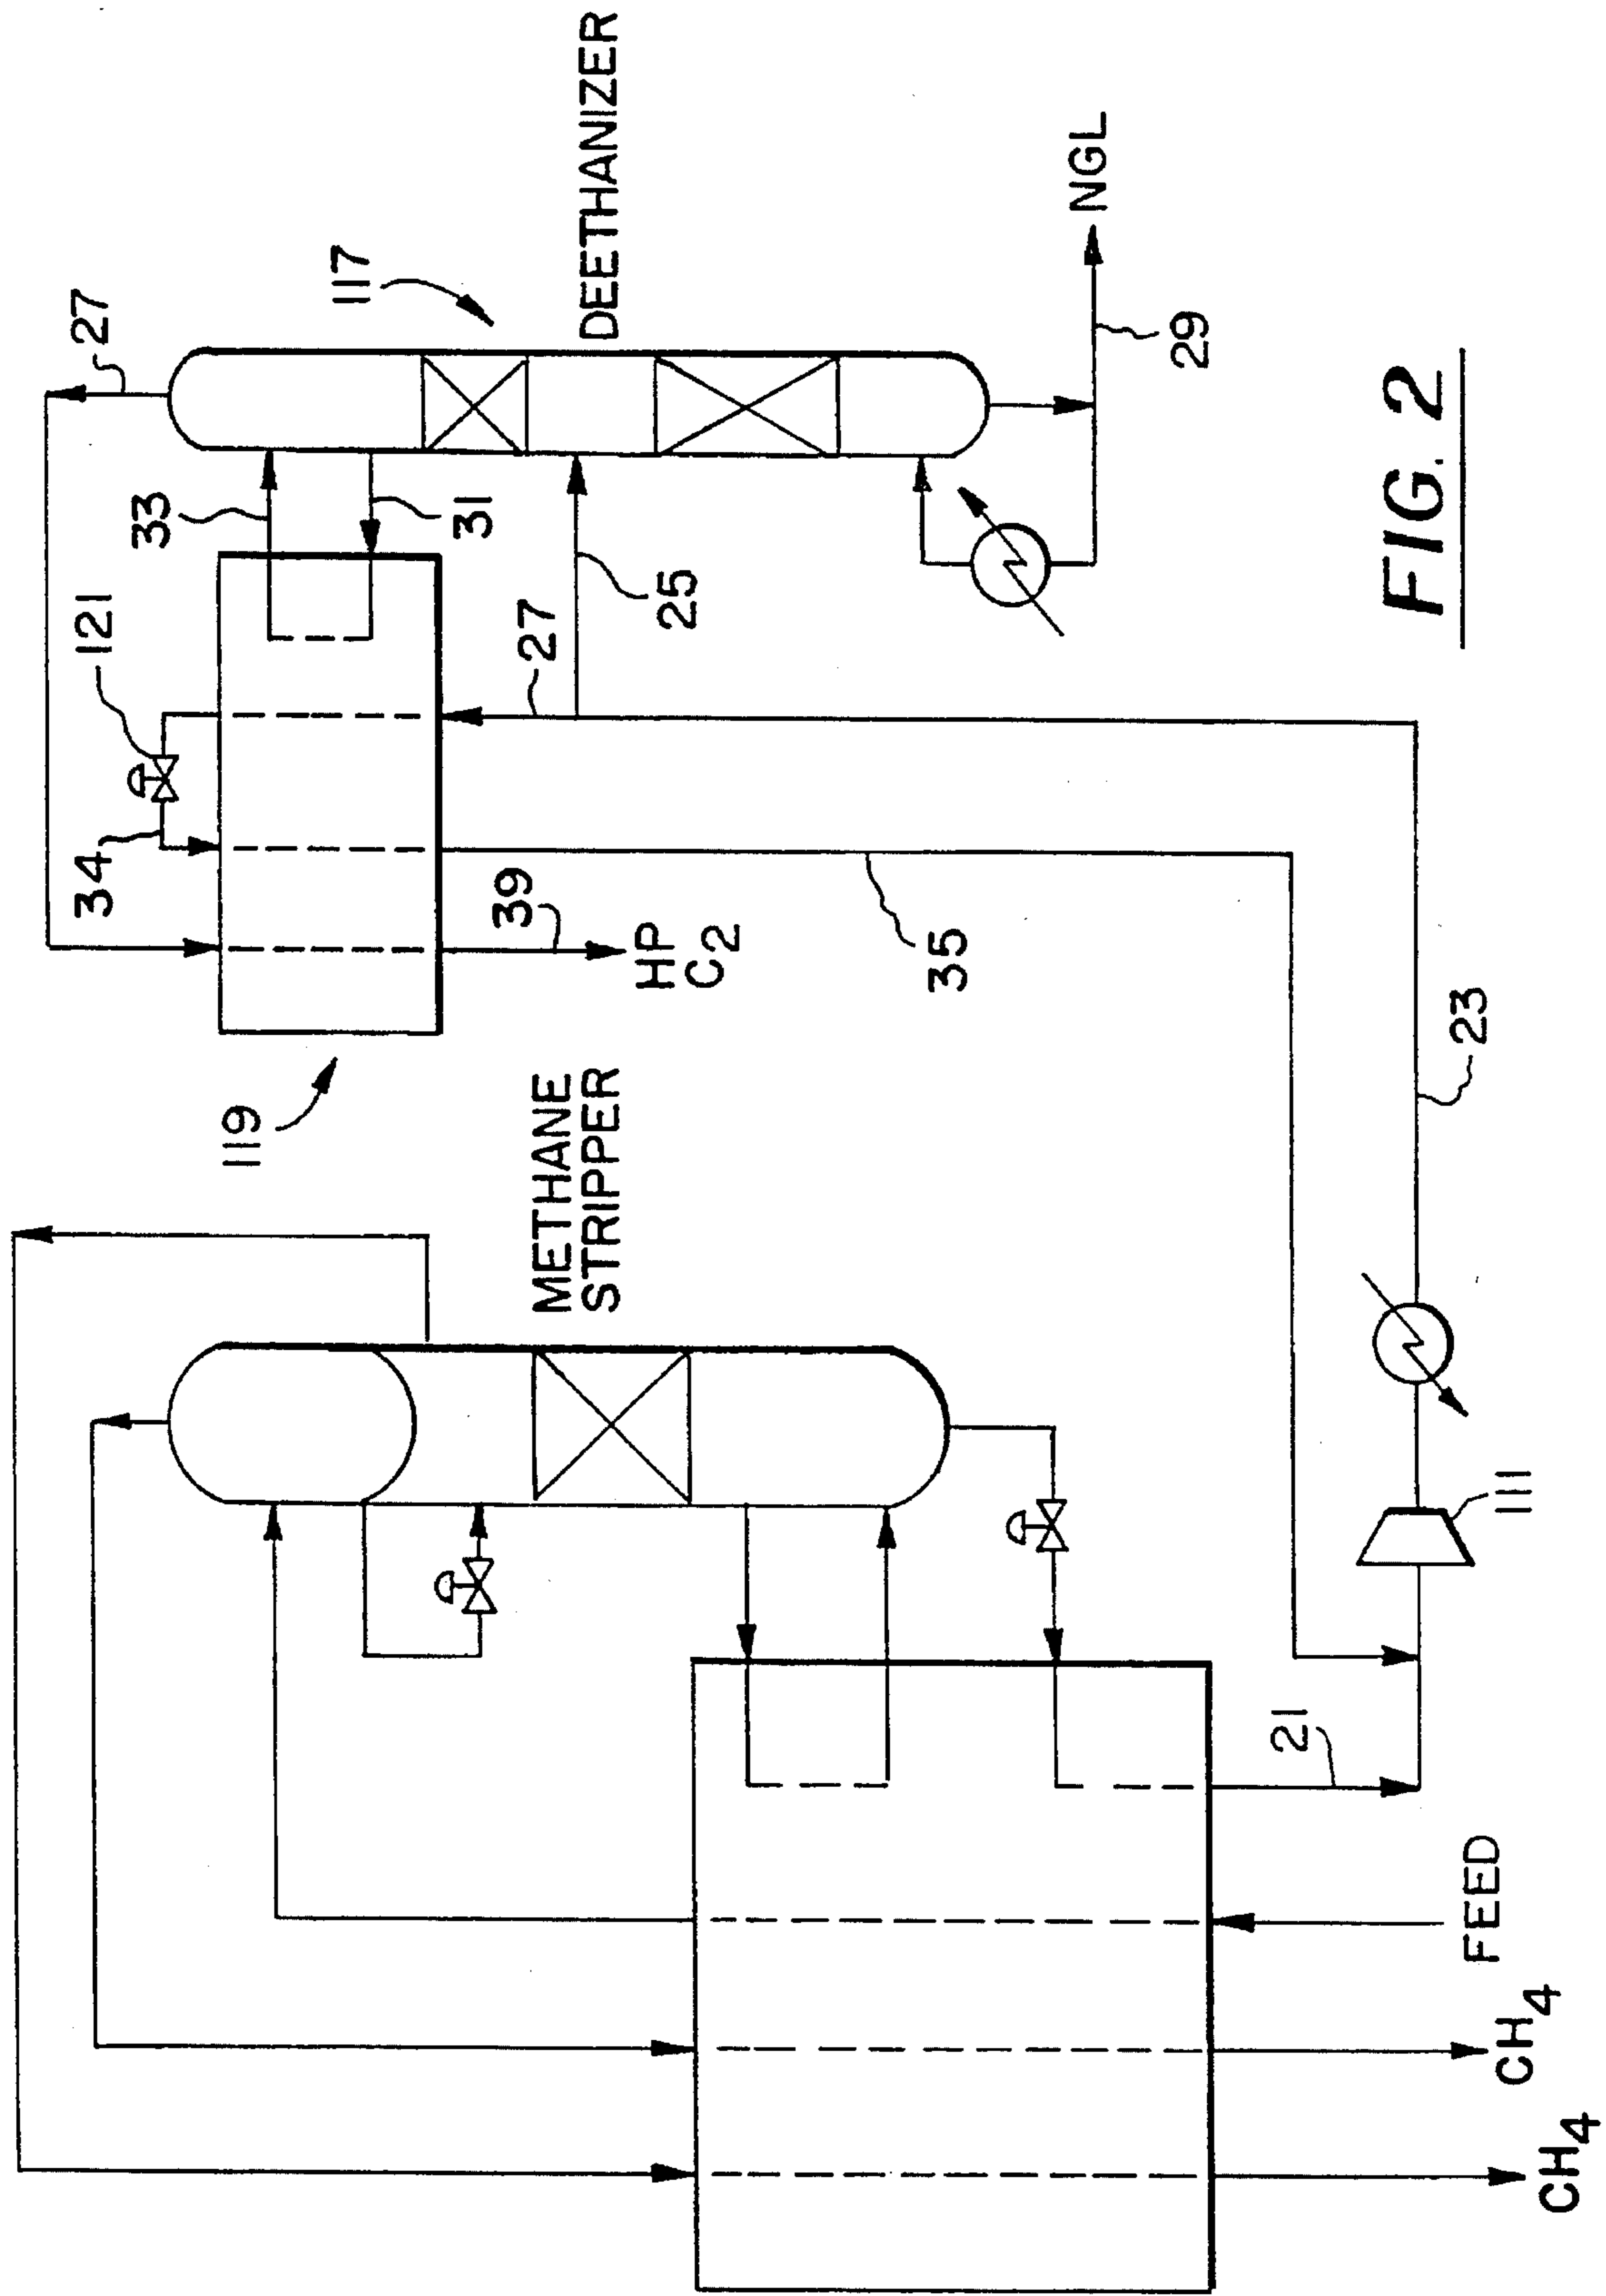 27
117
DEETHANIZER
33
31
121
34
25
27
NGL
29
39
HP
C2
35
119
METHANE
STRIPPER
23
111
21
FEED
CH4
CH4
FIG. 2